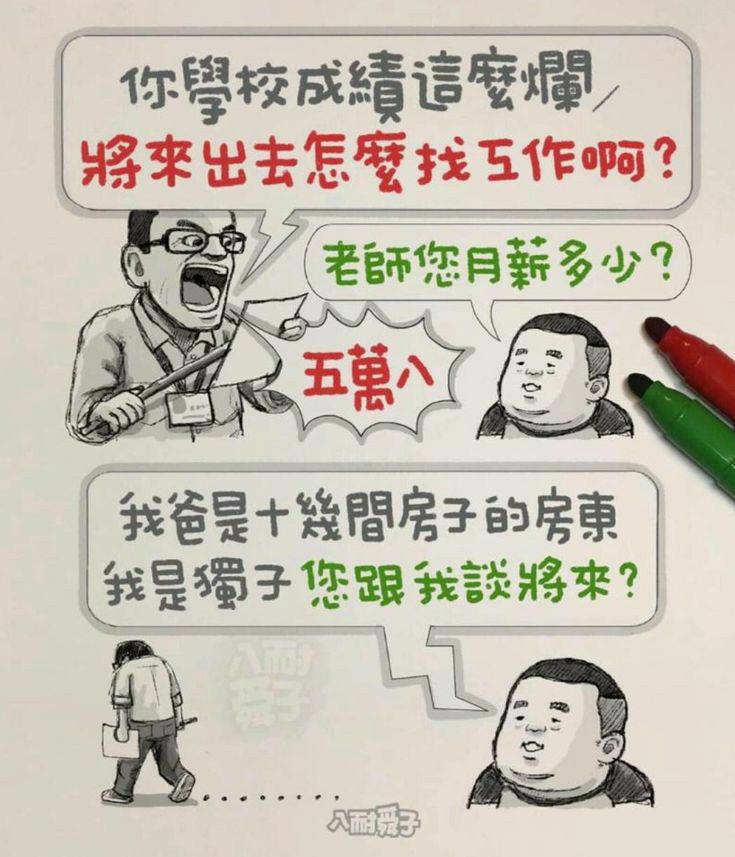 你學校成績這麼爛
將來出去怎麼找工作啊?
老師您月薪多少?
五萬八
我爸是十幾間房子的房東
我是獨子您跟我談將來?
八耐舜子
八耐舜子